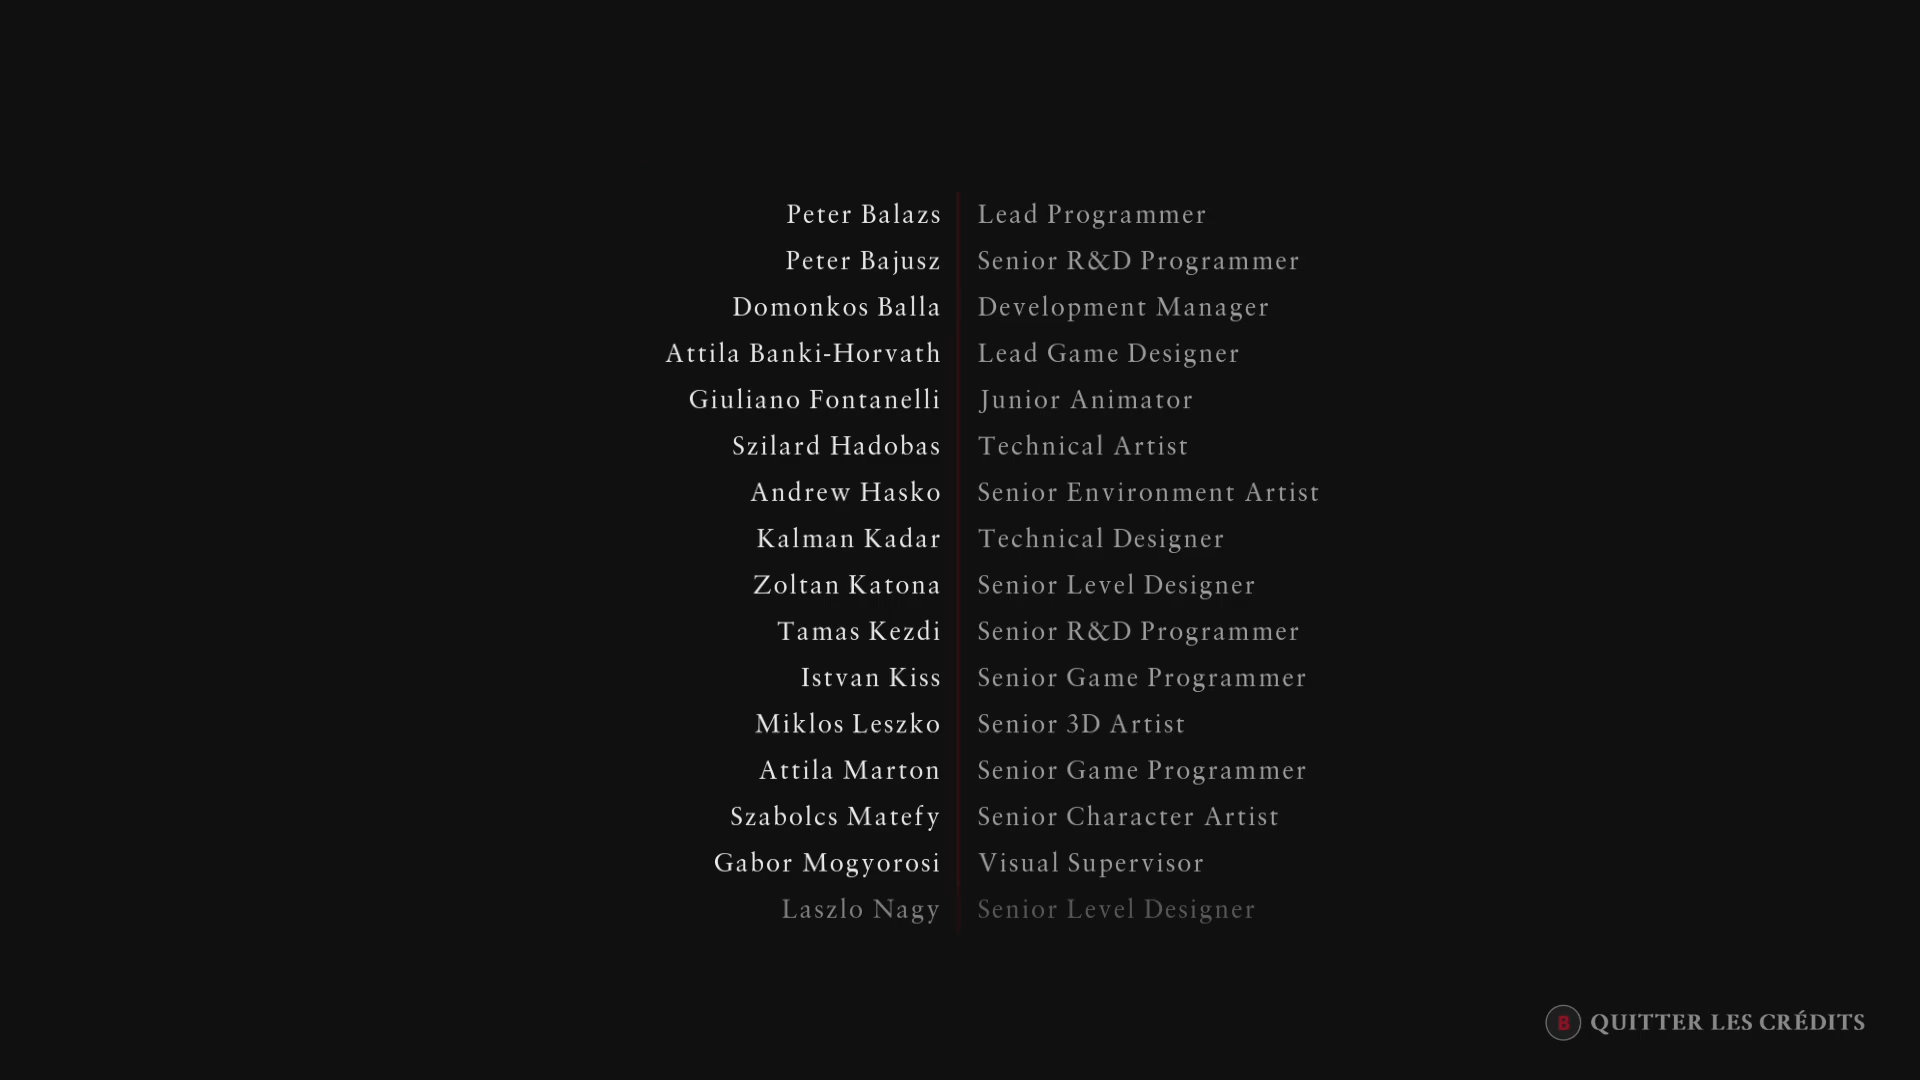 Peter Balazs Lead Programmer
Peter Bajusz Senior R&D Programmer
Domonkos Balla Development Manager
Attila Banki-Horvath Lead Game Designer
Giuliano Fontanelli Junior Animator
Szilard Hadobas Technical Artist
Andrew Hasko Senior Environment Artist
Kalman Kadar Technical Designer
Zoltan Katona Senior Level Designer
Tamas Kezdi Senior R&D Programmer
Istvan Kiss Senior Game Programmer
Miklos Leszko Senior 3D Artist
Attila Marton Senior Game Programmer
Szabolcs Matefy Senior Character Artist
Gabor Mogyorosi Visual Supervisor
Laszlo Nagy Senior Level Designer
B QUITTER LES CRÉDITS